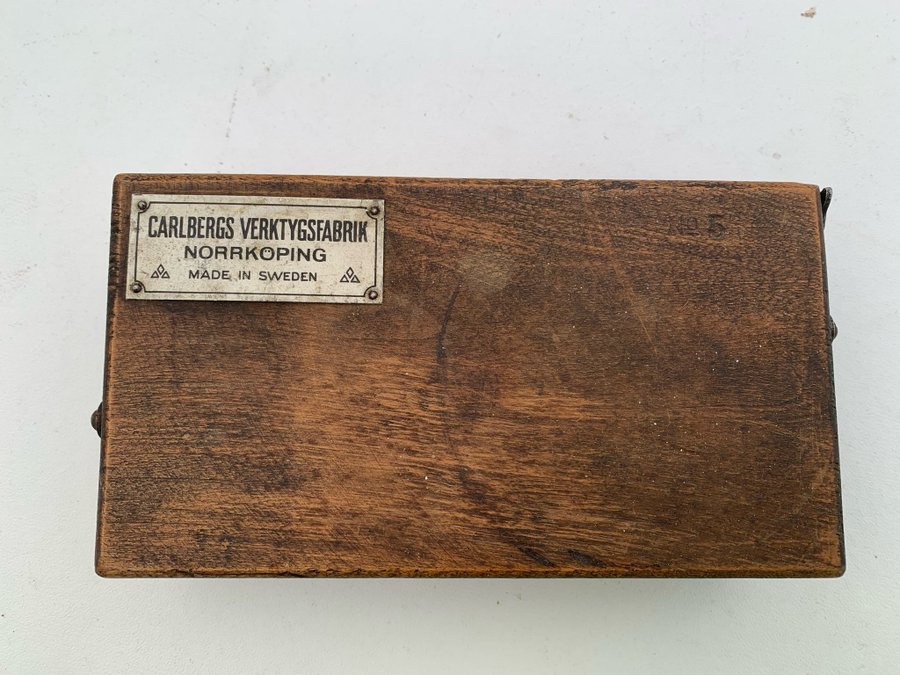 CARLBERGS VERKTYGSFABRIK
NORRKÖPING
MADE IN SWEDEN
No 5